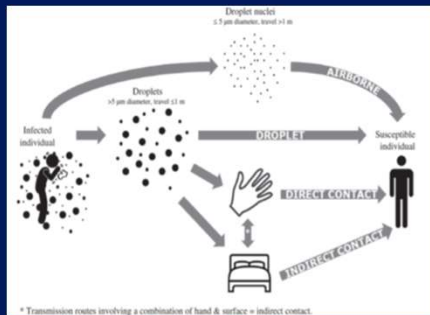 Droplet nuclei
≤ 5 μm diameter, travel >1 m
AIRBORNE
Droplets
>5 μm diameter, travel ≤1 m
Infected
individual
DROPLET
Susceptible
individual
DIRECT CONTACT
*
INDIRECT CONTACT
* Transmission routes involving a combination of hand & surface = indirect contact.